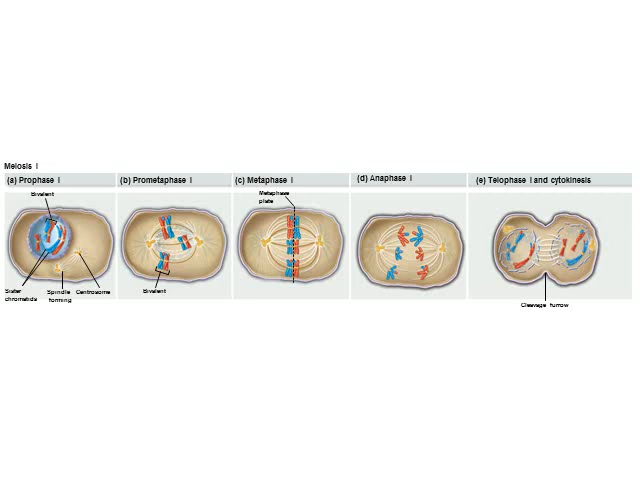 Meiosis I
(a) Prophase I
(b) Prometaphase I
(c) Metaphase I
(d) Anaphase I
(e) Telophase I and cytokinesis
Bivalent
Metaphase
plate
Sister
chromatids
Spindle
forming
Centrosome
Bivalent
Cleavage furrow